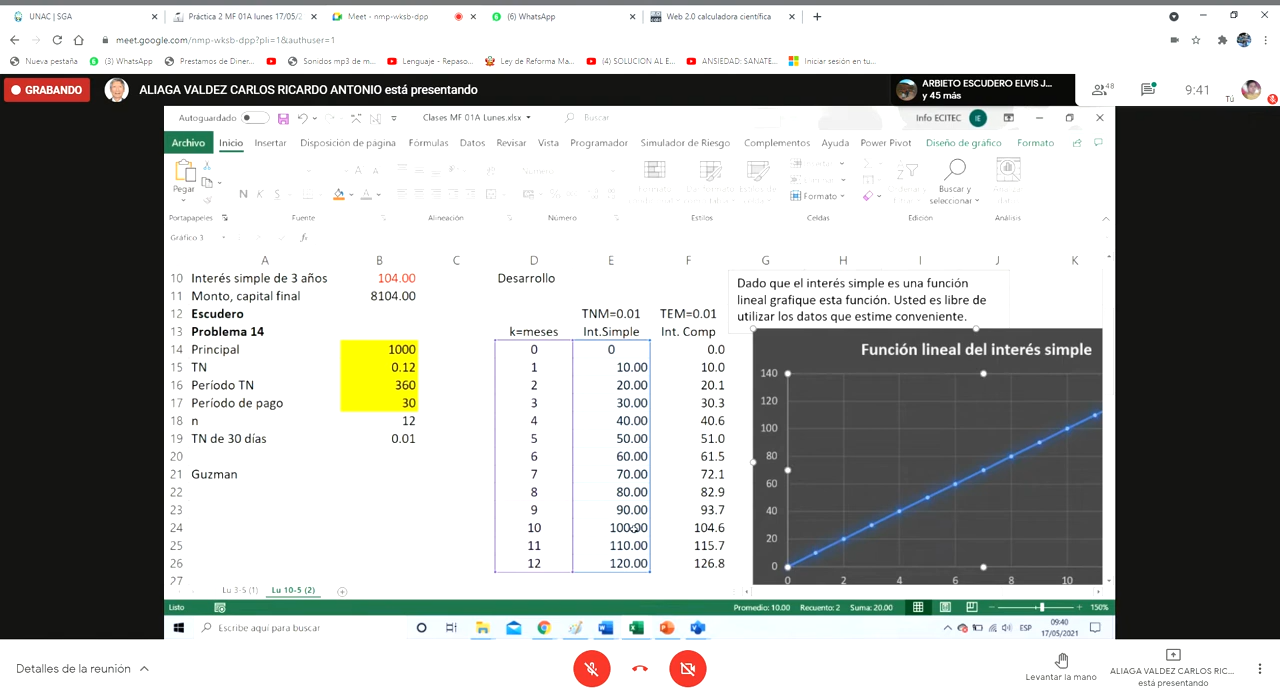 UNAC | SGA
Práctica 2 MF 01A lunes 17/05/2
Meet - nmp-wksb-dpp
(6) WhatsApp
Web 2.0 calculadora científica
meet.google.com/nmp-wksb-dpp?pli=1&authuser=1
Nueva pestaña
(3) WhatsApp
Prestamos de Diner...
Sonidos mp3 de m...
Lenguaje - Repaso...
Ley de Reforma Ma...
(4) SOLUCION AL E...
ANSIEDAD: SANATE...
Iniciar sesión en tu...
GRABANDO
ALIAGA VALDEZ CARLOS RICARDO ANTONIO está presentando
ARBIETO ESCUDERO ELVIS J...
y 45 más
48
9:41
Tú
Autoguardado
Clases MF 01A Lunes.xlsx
Buscar
Info ECITEC
IE
Archivo Inicio Insertar Disposición de página Fórmulas Datos Revisar Vista Programador Simulador de Riesgo Complementos Ayuda Power Pivot Diseño de gráfico Formato
Pegar
N K S
Formato
Buscar y
seleccionar
Portapapeles Fuente Alineación Número Estilos Celdas Edición Análisis
Gráfico 3
fx
A B C D E F G H I J K
10 Interés simple de 3 años 104.00 Desarrollo
11 Monto, capital final 8104.00
12 Escudero TNM=0.01 TEM=0.01
13 Problema 14 k=meses Int.Simple Int. Comp
14 Principal 1000 0 0 0.0
15 TN 0.12 1 10.00 10.0
16 Período TN 360 2 20.00 20.1
17 Período de pago 30 3 30.00 30.3
18 n 12 4 40.00 40.6
19 TN de 30 días 0.01 5 50.00 51.0
20 6 60.00 61.5
21 Guzman 7 70.00 72.1
22 8 80.00 82.9
23 9 90.00 93.7
24 10 100.00 104.6
25 11 110.00 115.7
26 12 120.00 126.8
27
Dado que el interés simple es una función
lineal grafique esta función. Usted es libre de
utilizar los datos que estime conveniente.
Función lineal del interés simple
140
120
100
80
60
40
20
0
0 2 4 6 8 10
Lu 3-5 (1) Lu 10-5 (2)
Listo
Promedio: 10.00 Recuento: 2 Suma: 20.00
150%
Escribe aquí para buscar
ESP
09:40
17/05/2021
Detalles de la reunión
Levantar la mano
ALIAGA VALDEZ CARLOS RIC...
está presentando